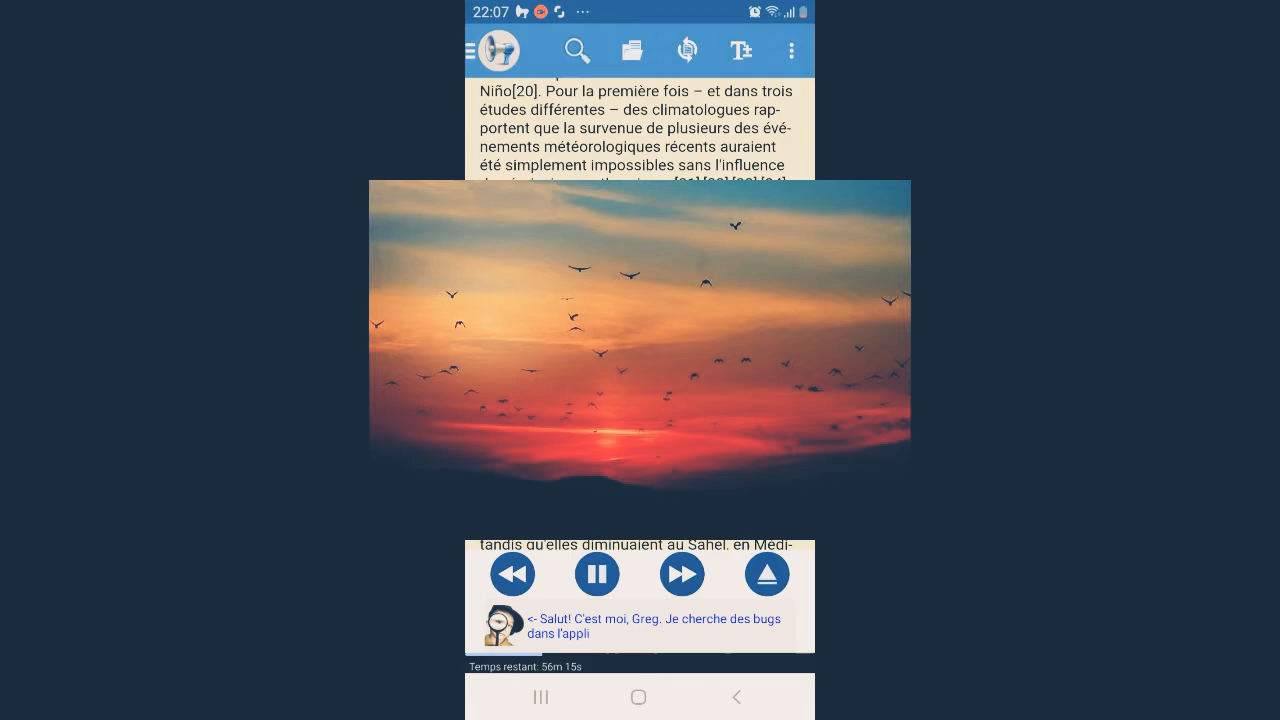 22:07
Niño[20]. Pour la première fois – et dans trois
études différentes – des climatologues rap-
portent que la survenue de plusieurs des évé-
nements météorologiques récents auraient
été simplement impossibles sans l'influence
tandis qu'elles diminuaient au Sahel, en Médi-
<- Salut! C'est moi, Greg. Je cherche des bugs
dans l'appli
Temps restant: 56m 15s